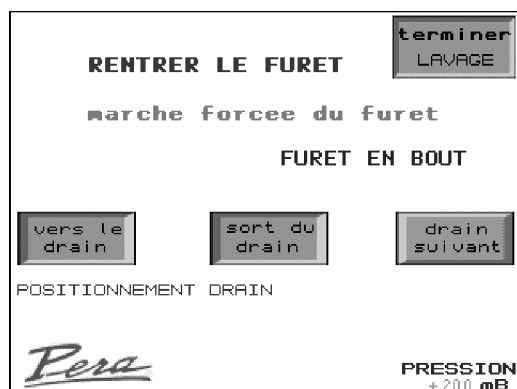 terminer
LAVAGE
RENTRER LE FURET
marche forcee du furet
FURET EN BOUT
vers le
drain
sort du
drain
drain
suivant
POSITIONNEMENT DRAIN
Pera
PRESSION
+200 mB